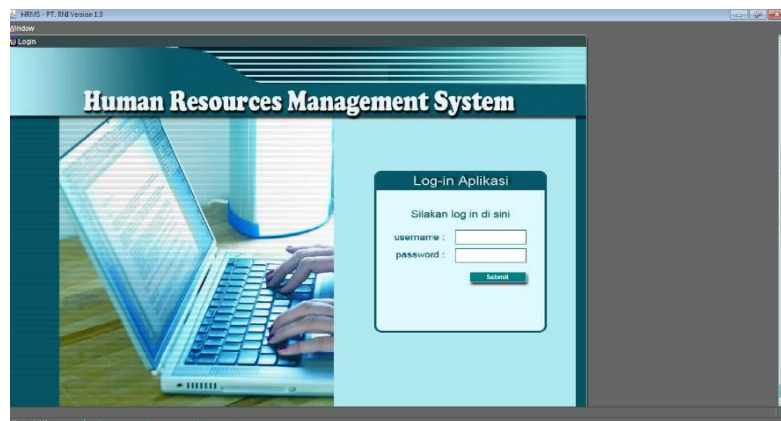 HRMS - PT. RNI Version 1.0
Window
Login
Human Resources Management System
Log-in Aplikasi
Silakan log in di sini
username :
password :
Submit